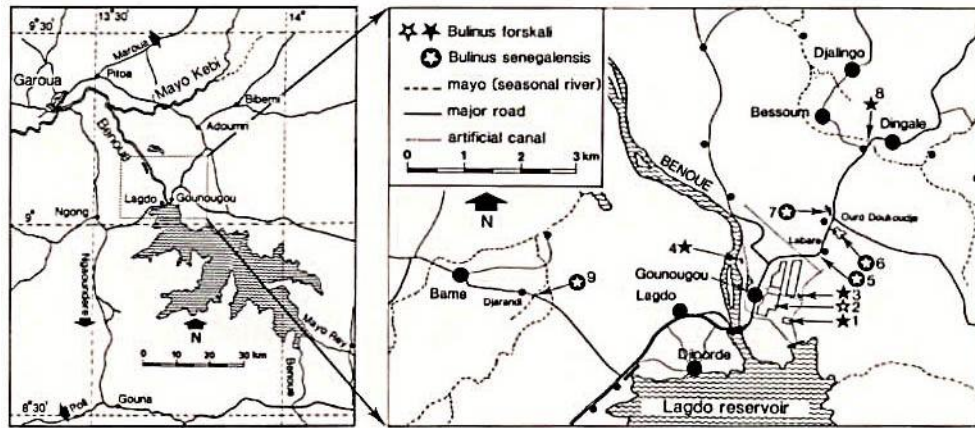 13°30'
14°
9°30'
Maroua
Pitoa
Mayo Kebi
Garoua
Bibemi
Adoumri
Benoué
Lagdo
Gounougou
Ngong
9°
Ngaoundéré
N
Mayo Rey
0 10 20 30 km
Benoué
Poli
Gouna
8°30'
Bulinus forskali
Bulinus senegalensis
mayo (seasonal river)
major road
artificial canal
0 1 2 3 km
N
Djalingo
8
Bessoum
Dingale
BENOUE
7
Ouro Doukoudje
Labare
4
6
5
Gounougou
3
2
1
9
Bame
Djarandi
Lagdo
Djiporde
Lagdo reservoir